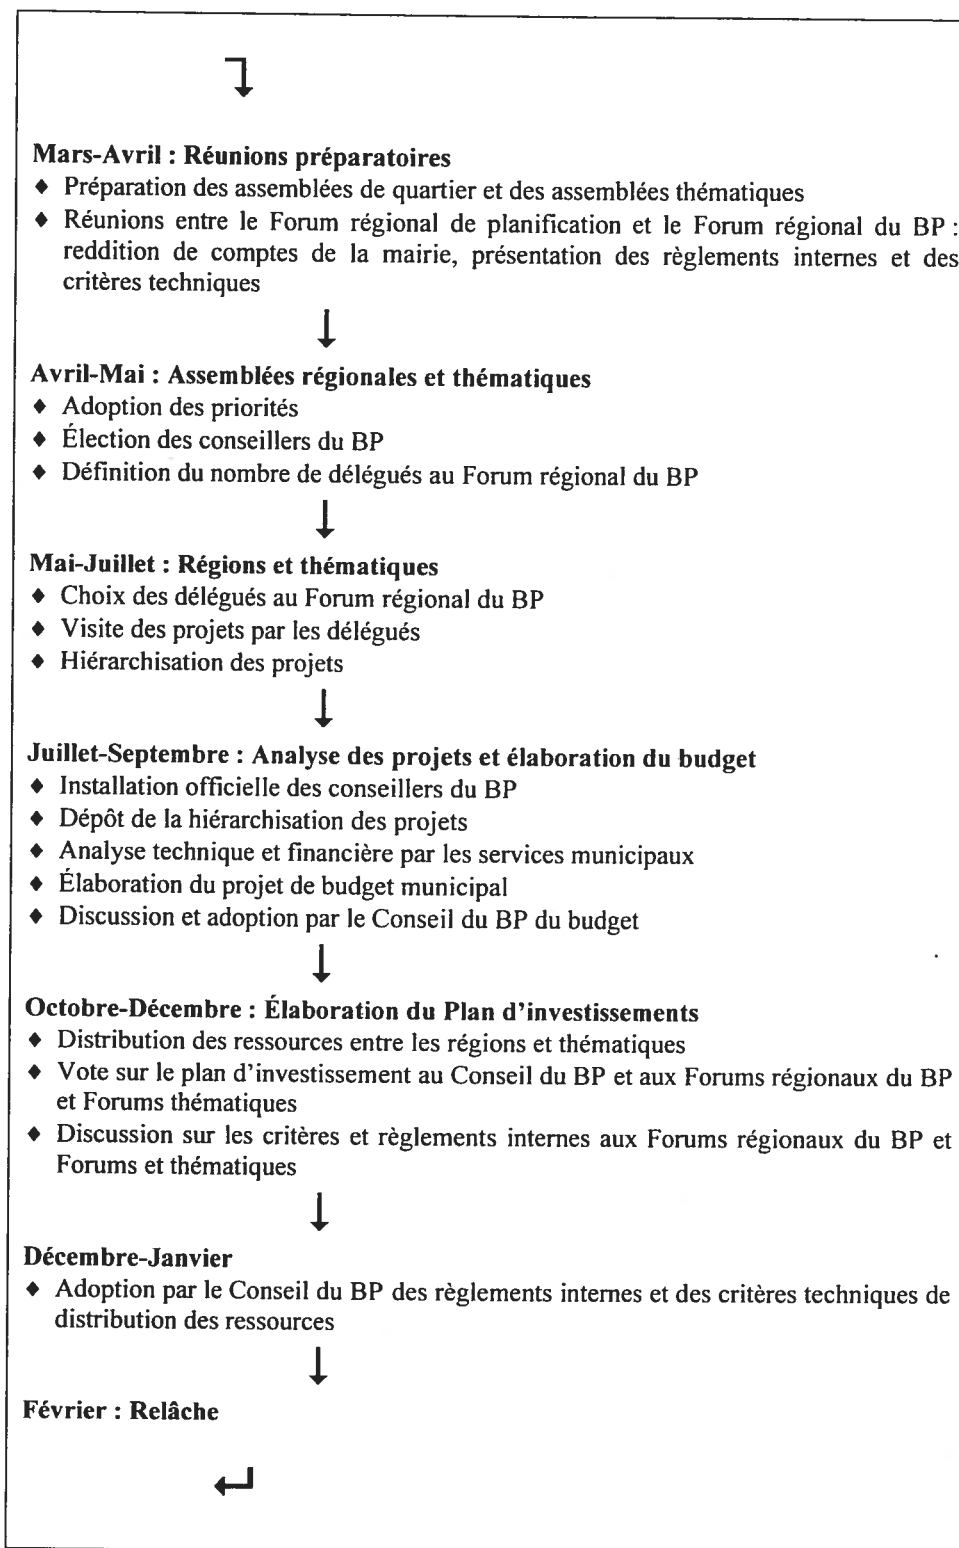 Mars-Avril : Réunions préparatoires
♦ Préparation des assemblées de quartier et des assemblées thématiques
♦ Réunions entre le Forum régional de planification et le Forum régional du BP :
reddition de comptes de la mairie, présentation des règlements internes et des
critères techniques
Avril-Mai : Assemblées régionales et thématiques
♦ Adoption des priorités
♦ Élection des conseillers du BP
♦ Définition du nombre de délégués au Forum régional du BP
Mai-Juillet : Régions et thématiques
♦ Choix des délégués au Forum régional du BP
♦ Visite des projets par les délégués
♦ Hiérarchisation des projets
Juillet-Septembre : Analyse des projets et élaboration du budget
♦ Installation officielle des conseillers du BP
♦ Dépôt de la hiérarchisation des projets
♦ Analyse technique et financière par les services municipaux
♦ Élaboration du projet de budget municipal
♦ Discussion et adoption par le Conseil du BP du budget
Octobre-Décembre : Élaboration du Plan d'investissements
♦ Distribution des ressources entre les régions et thématiques
♦ Vote sur le plan d'investissement au Conseil du BP et aux Forums régionaux du BP
et Forums thématiques
♦ Discussion sur les critères et règlements internes aux Forums régionaux du BP et
Forums et thématiques
Décembre-Janvier
♦ Adoption par le Conseil du BP des règlements internes et des critères techniques de
distribution des ressources
Février : Relâche